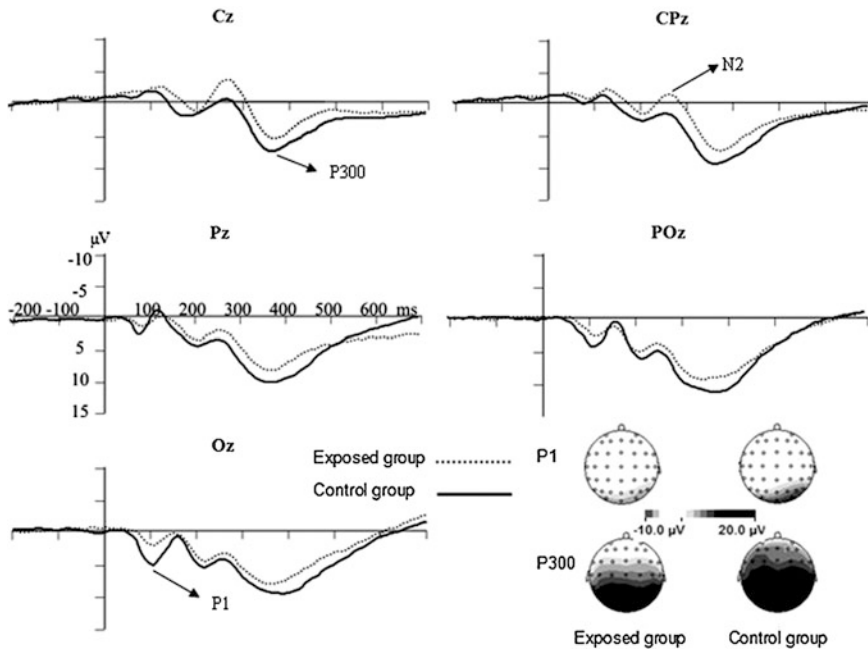 Cz
CPz
N2
P300
Pz
POz
μV
-10
-5
-200 -100 100 200 300 400 500 600 ms
5
10
15
Oz
Exposed group
Control group
P1
-10.0 μV 20.0 μV
P300
P1
Exposed group Control group